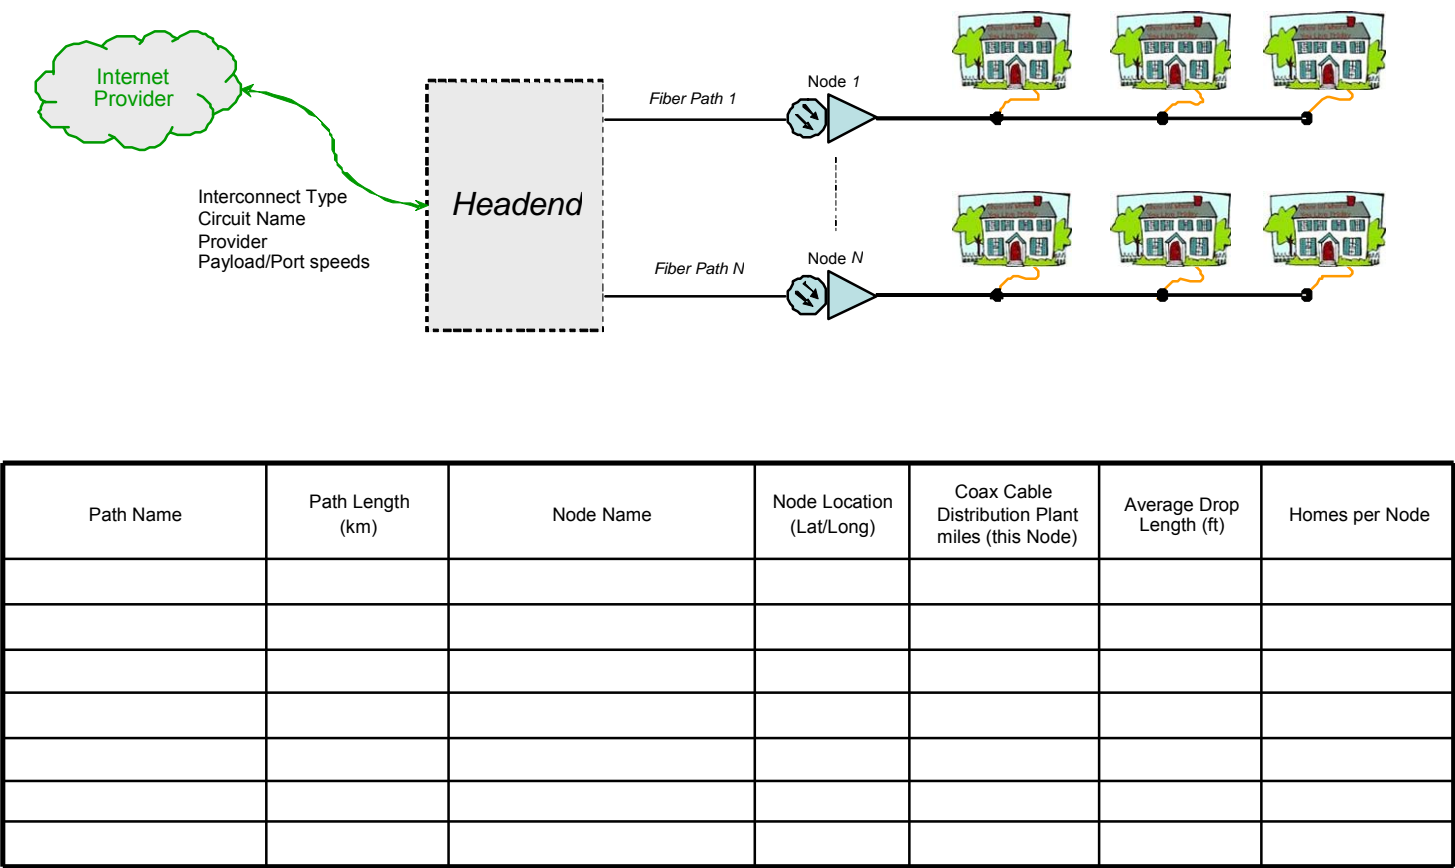 Internet
Provider
Interconnect Type
Circuit Name
Provider
Payload/Port speeds
Headend
Fiber Path 1
Node 1
Fiber Path N
Node N
Path Name
Path Length
(km)
Node Name
Node Location
(Lat/Long)
Coax Cable
Distribution Plant
miles (this Node)
Average Drop
Length (ft)
Homes per Node